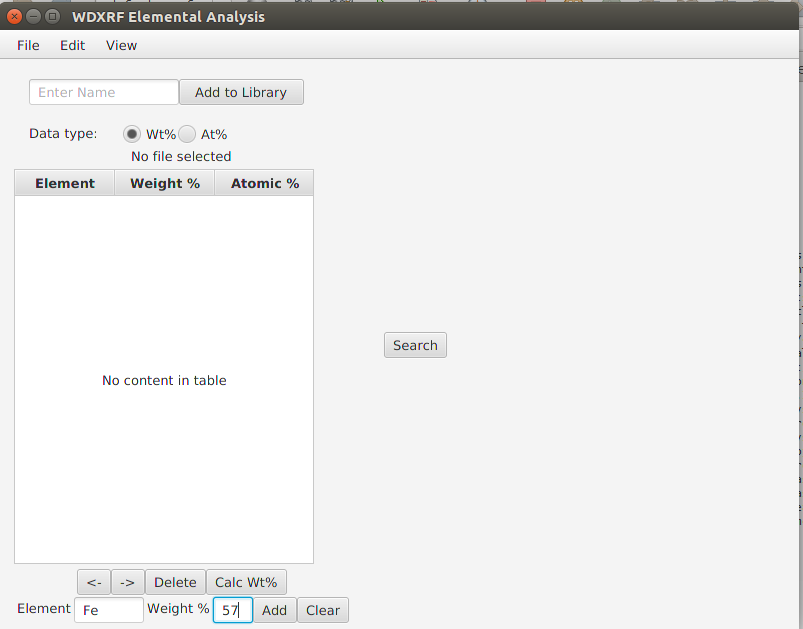 WDXRF Elemental Analysis
File Edit View
Enter Name Add to Library
Data type: Wt% At%
No file selected
Element Weight % Atomic %
No content in table
Search
<- -> Delete Calc Wt%
Element Fe Weight % 57 Add Clear